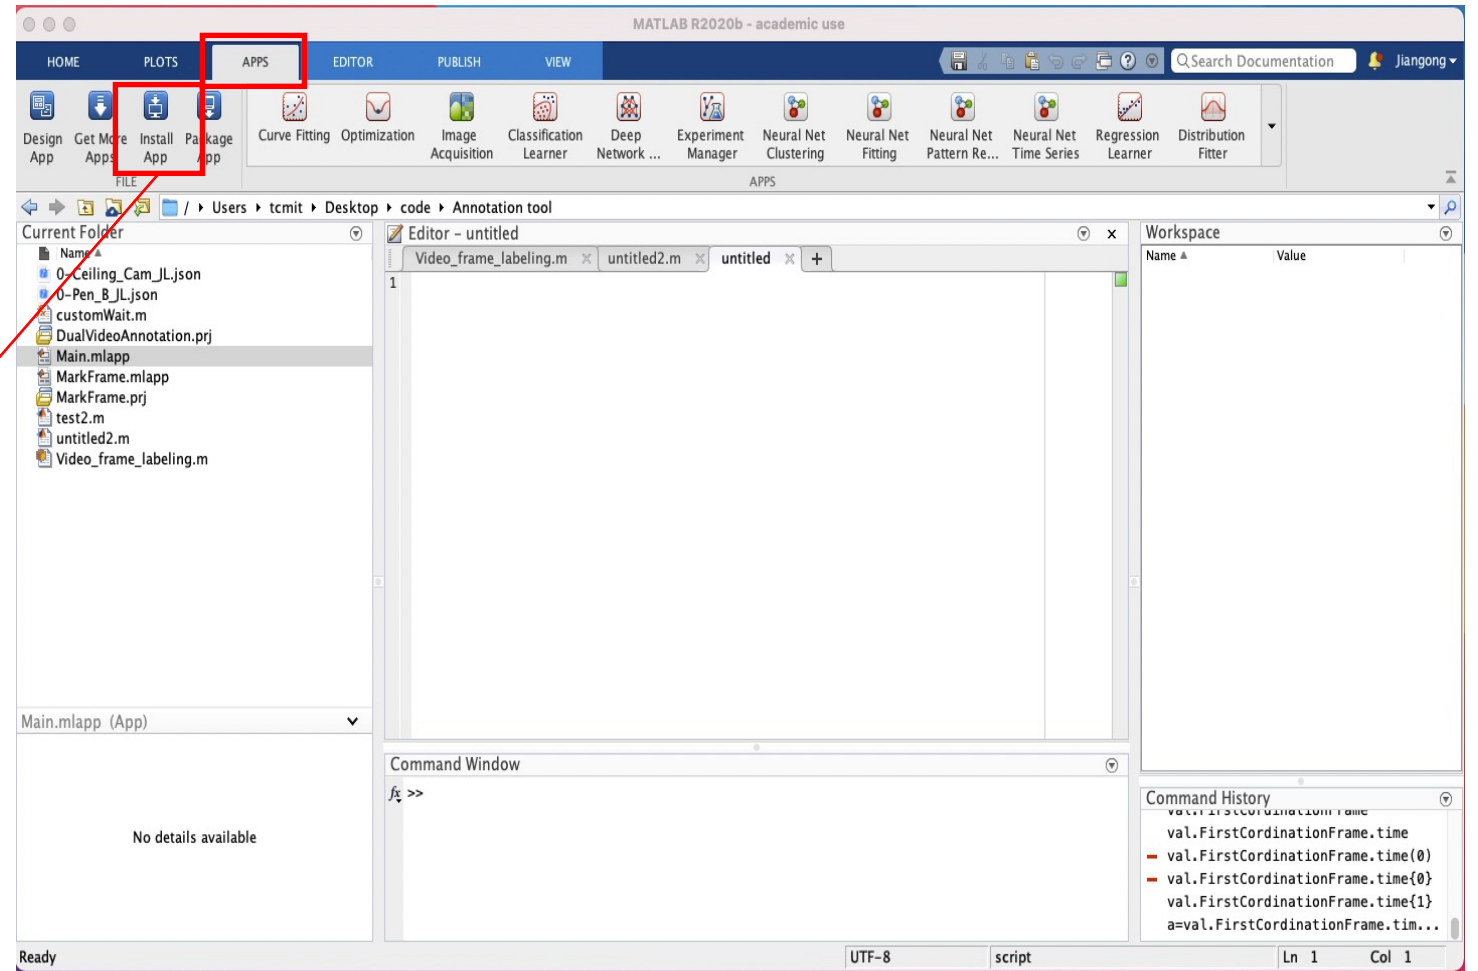 MATLAB R2020b - academic use
HOME PLOTS APPS EDITOR PUBLISH VIEW Search Documentation Jiangong
Design App
Get More Apps
Install App
Package App
Curve Fitting
Optimization
Image Acquisition
Classification Learner
Deep Network ...
Experiment Manager
Neural Net Clustering
Neural Net Fitting
Neural Net Pattern Re...
Neural Net Time Series
Regression Learner
Distribution Fitter
FILE APPS
/ Users tcmit Desktop code Annotation tool
Current Folder
Name
0-Ceiling_Cam_JL.json
0-Pen_B_JL.json
customWait.m
DualVideoAnnotation.prj
Main.mlapp
MarkFrame.mlapp
MarkFrame.prj
test2.m
untitled2.m
Video_frame_labeling.m
Main.mlapp (App)
No details available
Editor - untitled
Video_frame_labeling.m untitled2.m untitled +
1
Command Window
fx >>
Workspace
Name Value
Command History
val.FirstCordinationFrame
val.FirstCordinationFrame.time
val.FirstCordinationFrame.time(0)
val.FirstCordinationFrame.time{0}
val.FirstCordinationFrame.time{1}
a=val.FirstCordinationFrame.tim...
Ready UTF-8 script Ln 1 Col 1